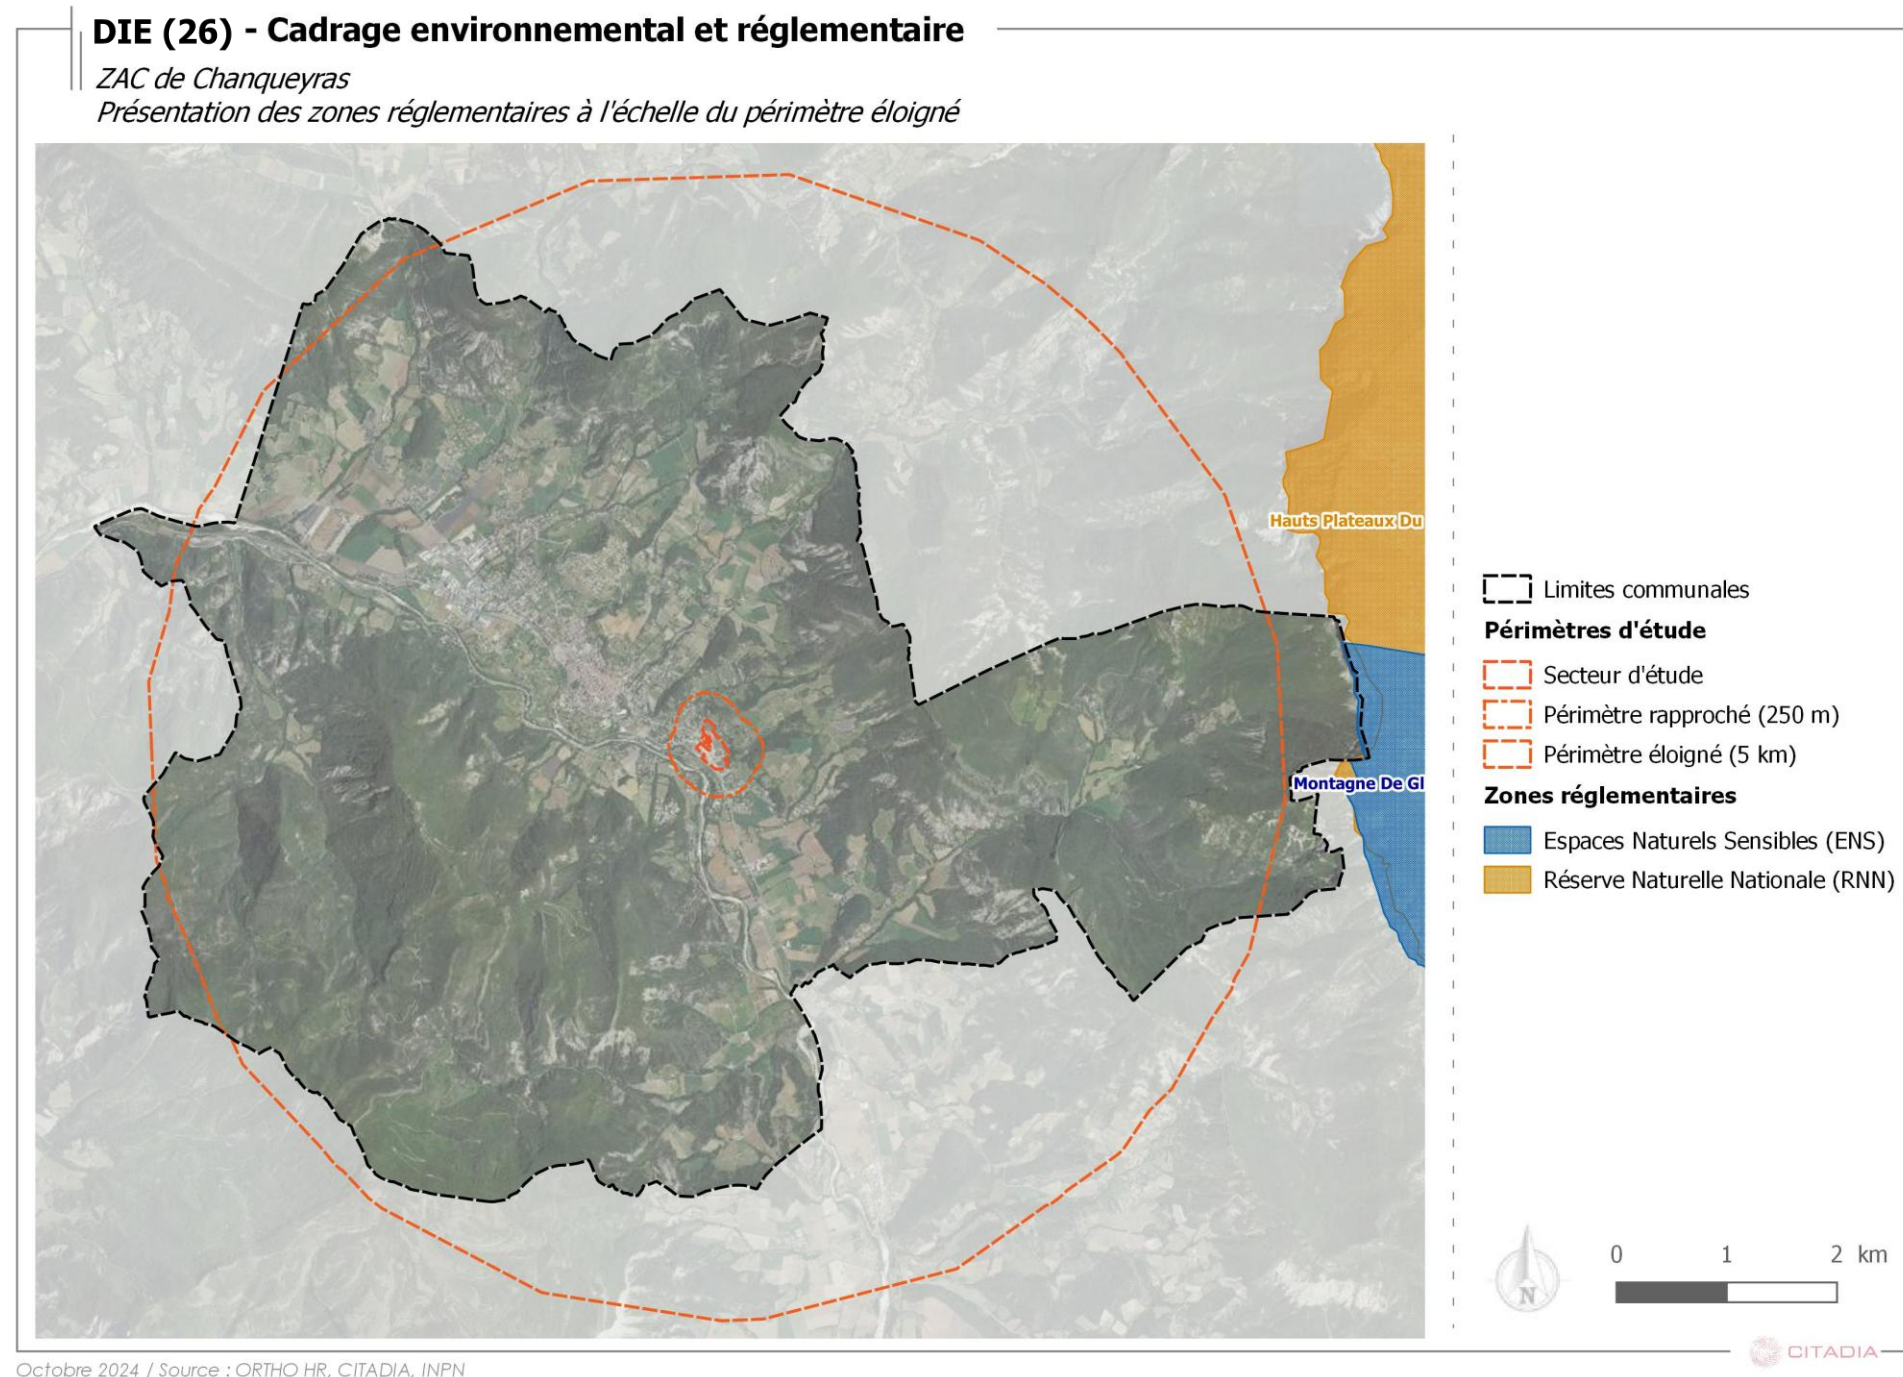 DIE (26) - Cadrage environnemental et réglementaire
ZAC de Chanqueyras
Présentation des zones réglementaires à l'échelle du périmètre éloigné
Hauts Plateaux Du
Montagne De Gl
Limites communales
Périmètres d'étude
Secteur d'étude
Périmètre rapproché (250 m)
Périmètre éloigné (5 km)
Zones réglementaires
Espaces Naturels Sensibles (ENS)
Réserve Naturelle Nationale (RNN)
N
0 1 2 km
CITADIA
Octobre 2024 / Source : ORTHO HR, CITADIA, INPN